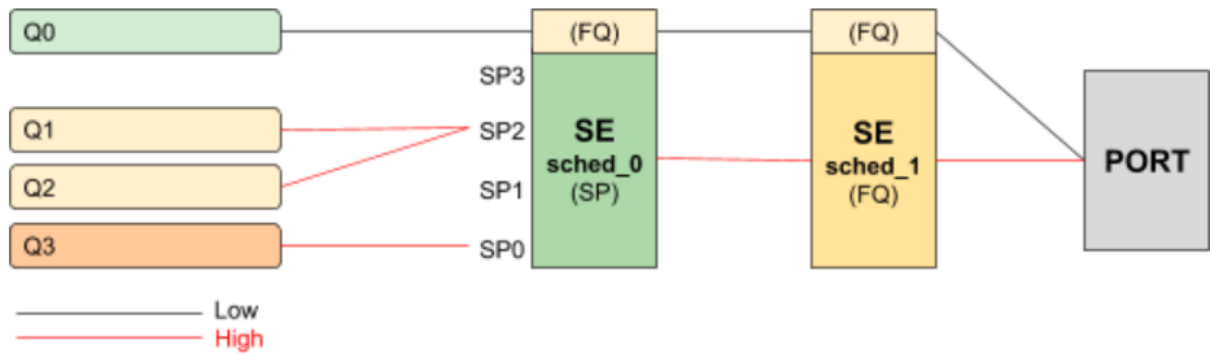 Q0
(FQ)
(FQ)
SP3
Q1
SP2
SE
sched_0
(SP)
SE
sched_1
(FQ)
PORT
Q2
SP1
Q3
SP0
Low
High